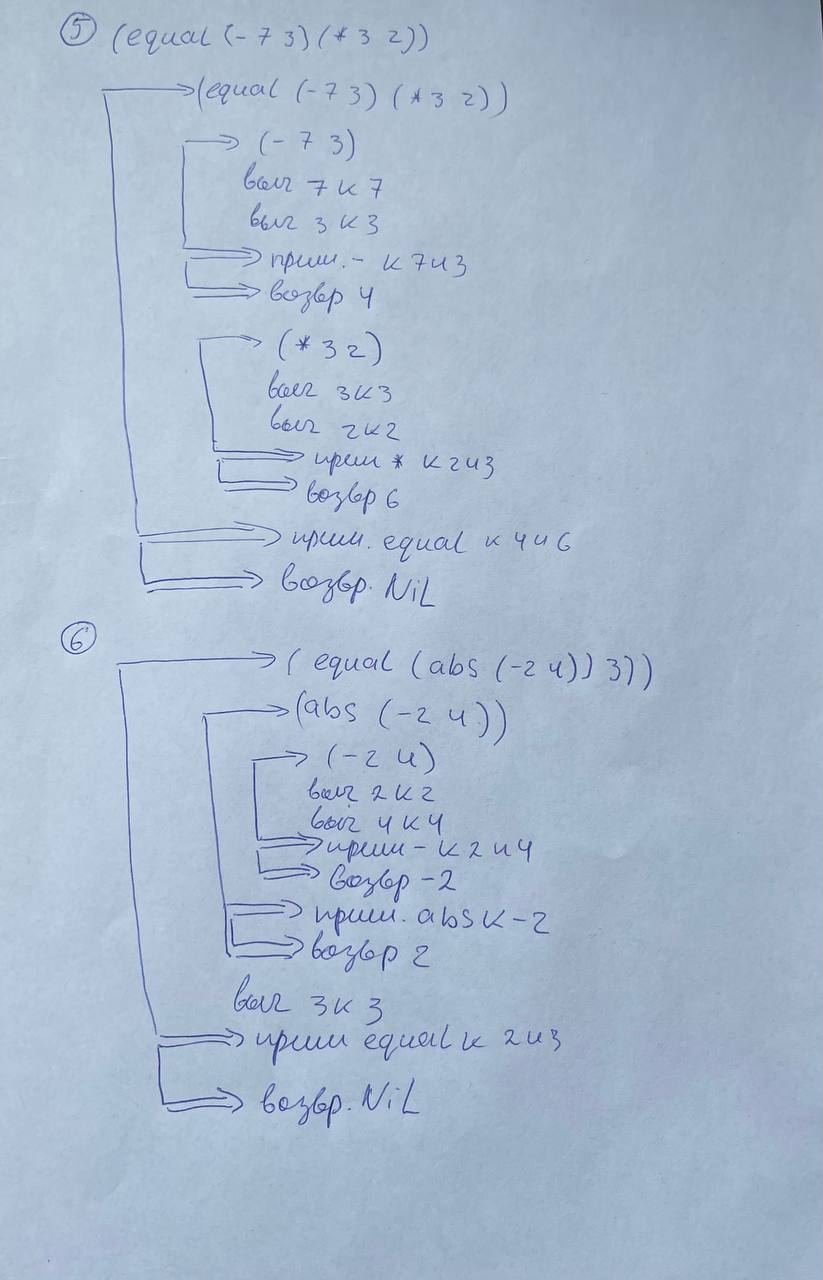 ⑤ (equal (- 7 3) (* 3 2))
(equal (- 7 3) (* 3 2))
(- 7 3)
выч 7 к 7
выч 3 к 3
прим. - к 7 и 3
возвр 4
(* 3 2)
выч 3 к 3
выч 2 к 2
прим * к 2 и 3
возвр 6
прим. equal к 4 и 6
возвр. NiL
⑥
( equal (abs (- 2 4)) 3))
(abs (- 2 4))
(- 2 4)
выч 2 к 2
выч 4 к 4
прим - к 2 и 4
возвр -2
прим. abs к -2
возвр 2
выч 3 к 3
прим equal к 2 и 3
возвр. NiL